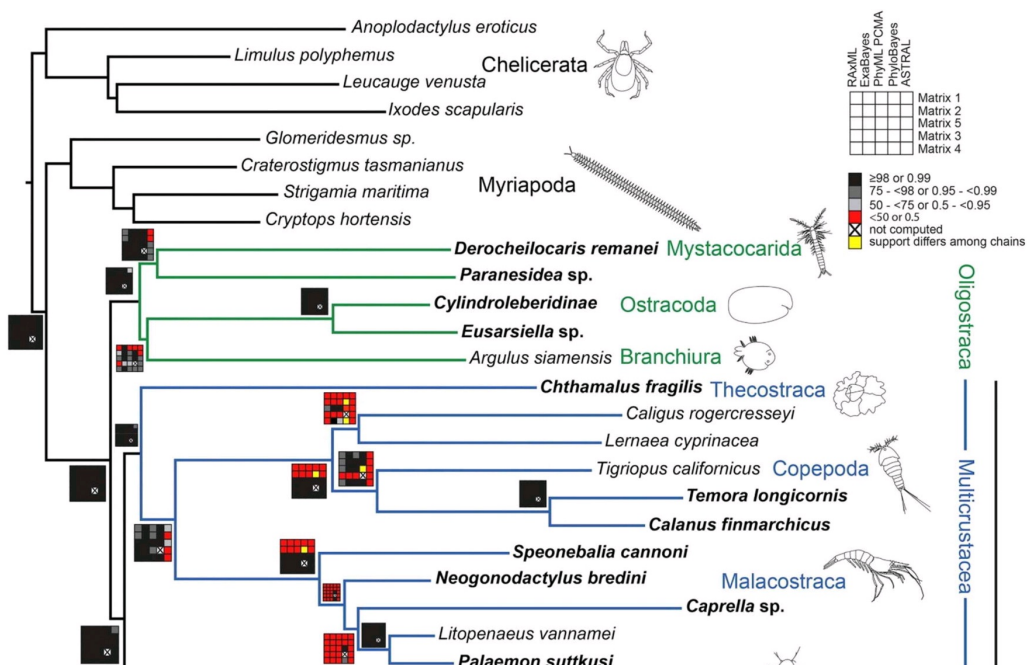 Anoplodactylus eroticus
Limulus polyphemus
Chelicerata
Leucauge venusta
Ixodes scapularis
Glomeridesmus sp.
Craterostigmus tasmanianus
Myriapoda
Strigamia maritima
Cryptops hortensis
Derocheilocaris remanei Mystacocarida
Paranesidea sp.
Cylindroleberidinae
Ostracoda
Eusarsiella sp.
Argulus siamensis Branchiura
Chthamalus fragilis Thecostraca
Caligus rogercresseyi
Lernaea cyprinacea
Tigriopus californicus Copepoda
Temora longicornis
Calanus finmarchicus
Speonebalia cannoni
Neogonodactylus bredini
Malacostraca
Caprella sp.
Litopenaeus vannamei
Palaemon suttkusi
RAxML
ExaBayes
PhyML PCMA
PhyloBayes
ASTRAL
Matrix 1
Matrix 2
Matrix 5
Matrix 3
Matrix 4
≥98 or 0.99
75 - <98 or 0.95 - <0.99
50 - <75 or 0.5 - <0.95
<50 or 0.5
not computed
support differs among chains
Oligostraca
Multicrustacea